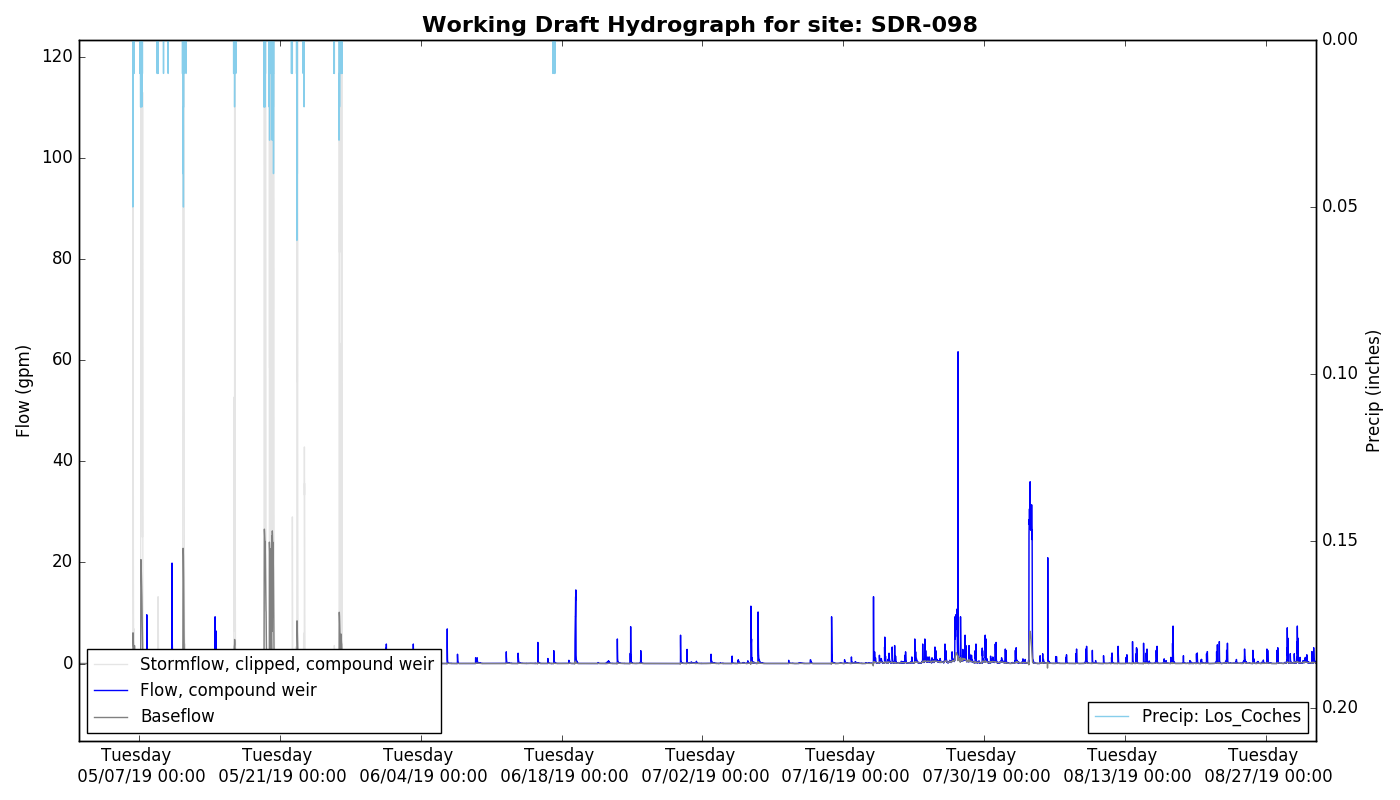 Working Draft Hydrograph for site: SDR-098
120
100
80
60
40
20
0
Flow (gpm)
0.00
0.05
0.10
0.15
0.20
Precip (inches)
Stormflow, clipped, compound weir
Flow, compound weir
Baseflow
Precip: Los_Coches
Tuesday Tuesday Tuesday Tuesday Tuesday Tuesday Tuesday Tuesday Tuesday
05/07/19 00:00 05/21/19 00:00 06/04/19 00:00 06/18/19 00:00 07/02/19 00:00 07/16/19 00:00 07/30/19 00:00 08/13/19 00:00 08/27/19 00:00